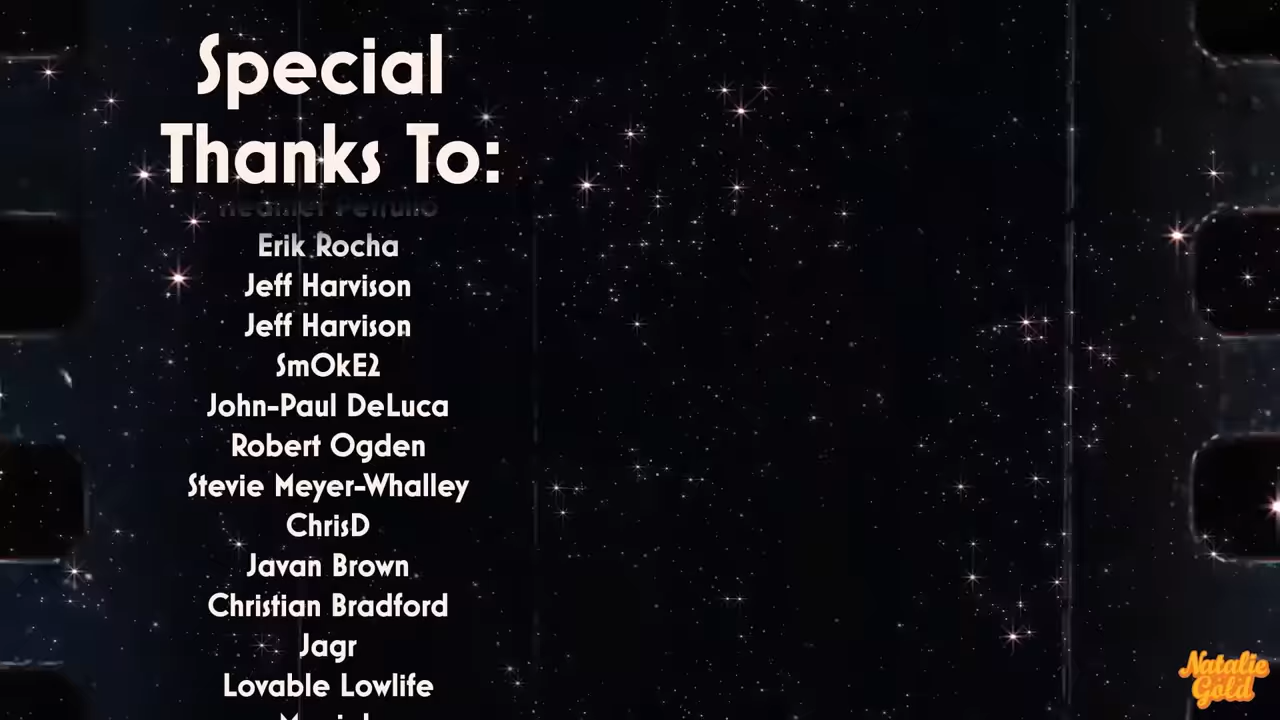 Special
Thanks To:
Erik Rocha
Jeff Harvison
Jeff Harvison
SmOkE2
John-Paul DeLuca
Robert Ogden
Stevie Meyer-Whalley
ChrisD
Javan Brown
Christian Bradford
Jagr
Lovable Lowlife
Natalie
Gold